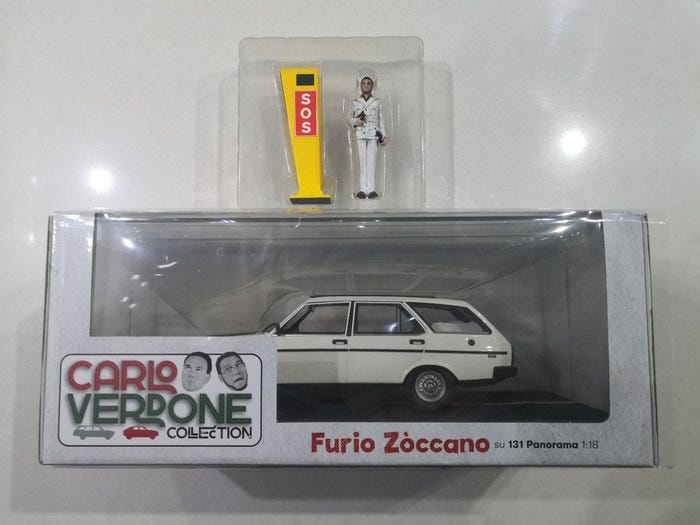 SOS
CARLO
VERDONE
COLLECTION
Furio Zòccano su 131 Panorama 1:18